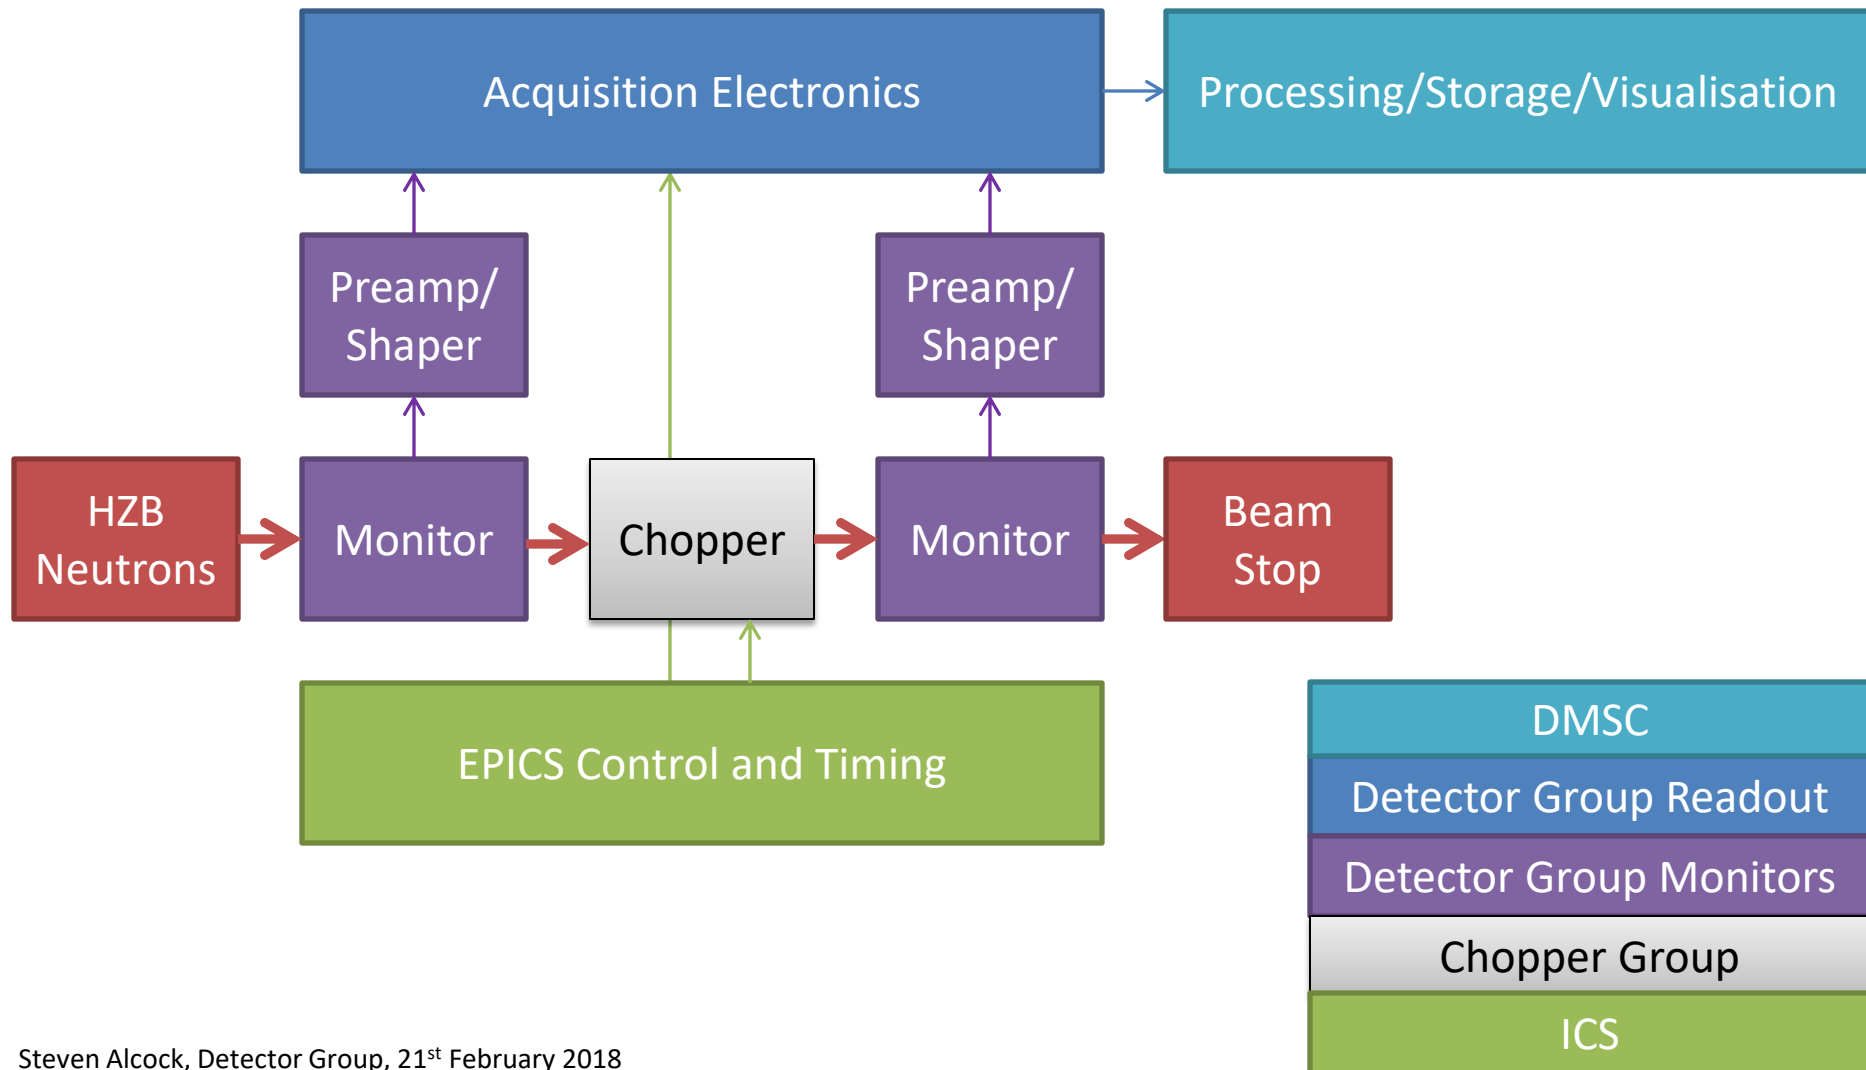 Acquisition Electronics
Processing/Storage/Visualisation
Preamp/
Shaper
Preamp/
Shaper
HZB
Neutrons
Monitor
Chopper
Monitor
Beam
Stop
EPICS Control and Timing
DMSC
Detector Group Readout
Detector Group Monitors
Chopper Group
ICS
Steven Alcock, Detector Group, 21st February 2018